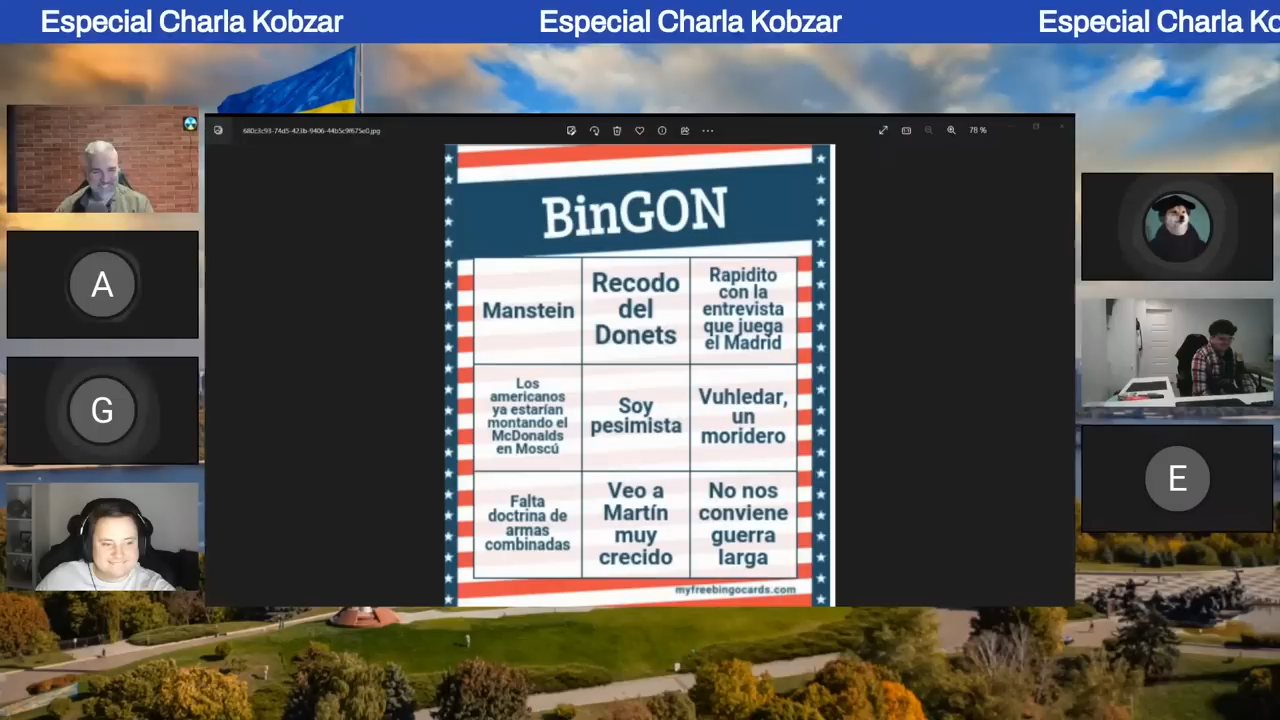 Especial Charla Kobzar
Especial Charla Kobzar
Especial Charla Ko
78 %
BinGON
Manstein
Recodo
del
Donets
Rapidito
con la
entrevista
que juega
el Madrid
Los
americanos
ya estarían
montando el
McDonalds
en Moscú
Soy
pesimista
Vuhledar,
un
moridero
Falta
doctrina de
armas
combinadas
Veo a
Martín
muy
crecido
No nos
conviene
guerra
larga
myfreebingocards.com
A
G
E